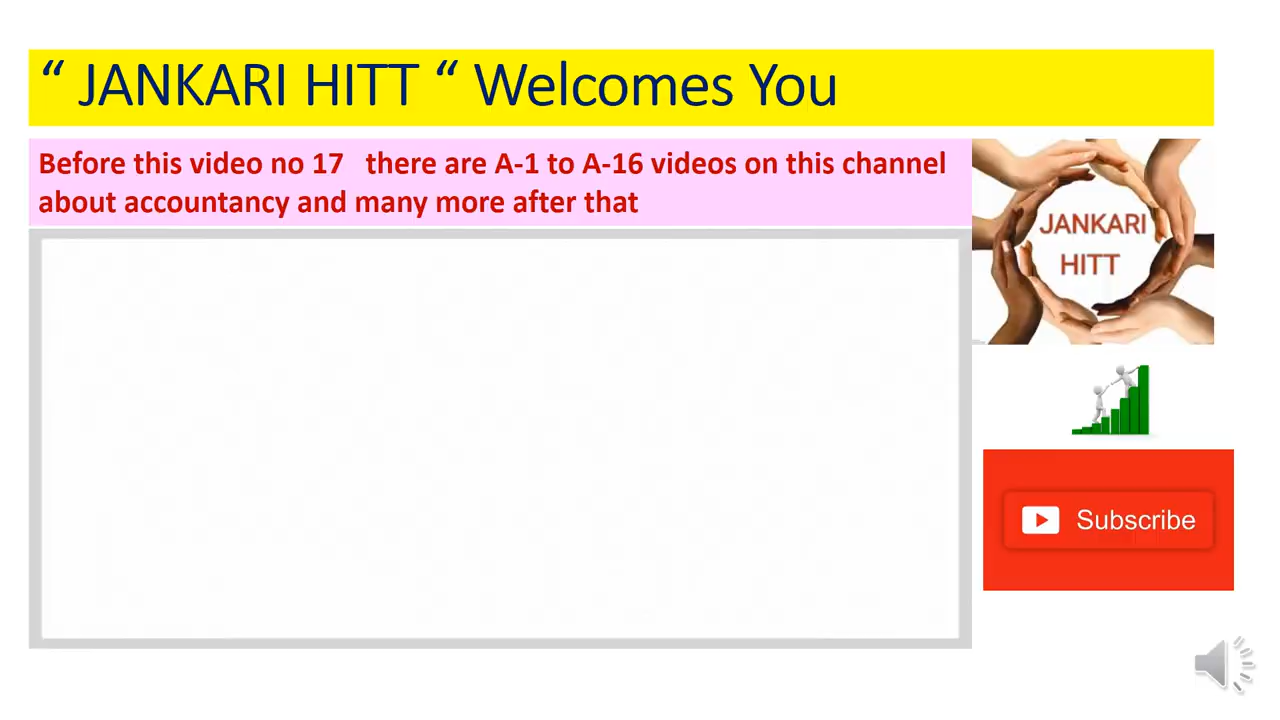 “ JANKARI HITT “ Welcomes You
Before this video no 17 there are A-1 to A-16 videos on this channel
about accountancy and many more after that
JANKARI
HITT
Subscribe